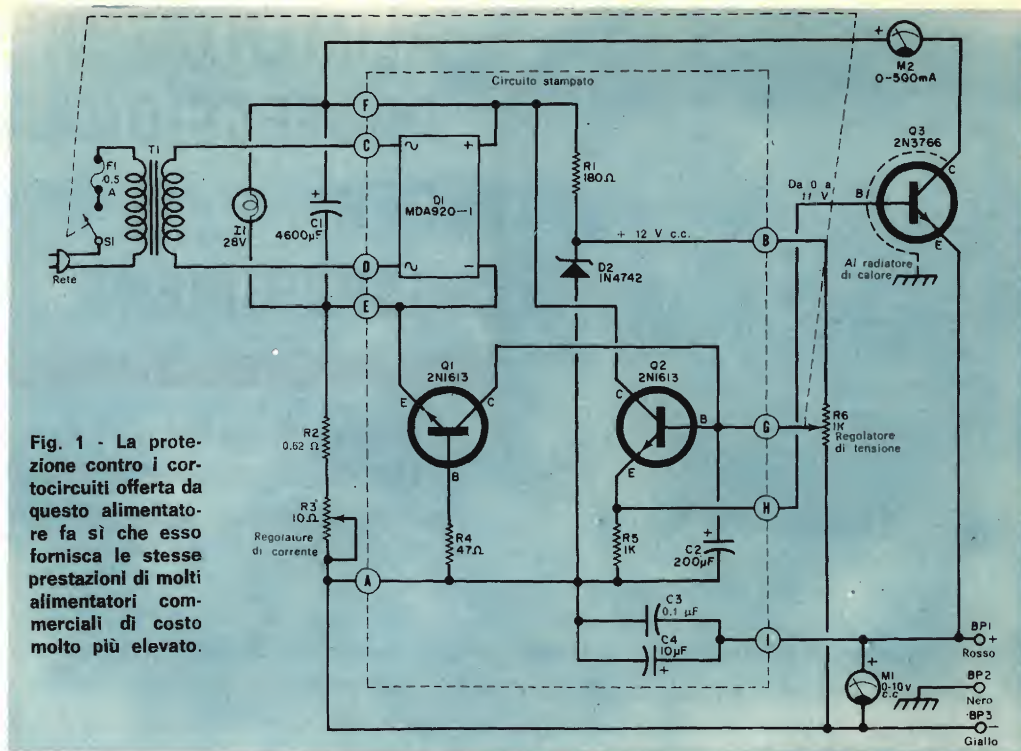 +
M2
0-500mA
Circuito stampato
F
C
D
E
F1
0.5
A
S1
Rete
T1
I1
28V
+
C1
4600µF
~
+
D1
MDA920-1
~
−
R1
180Ω
+ 12 V c.c.
B
D2
1N4742
Da 0 a
11 V
Q3
2N3766
B
C
E
Al radiatore
di calore
Q1
2N1613
E
C
B
Q2
2N1613
C
B
E
G
R6
1K
Regolatore
di tensione
H
R2
0.62 Ω
R3
10Ω
Regolatore
di corrente
R4
47Ω
R5
1K
+
C2
200µF
A
C3
0.1 µF
C4
10µF
+
I
BP1
+
Rosso
+
M1
0-10V
c.c.
BP2
Nero
BP3
−
Giallo
Fig. 1 - La prote-
zione contro i cor-
tocircuiti offerta da
questo alimentato-
re fa sì che esso
fornisca le stesse
prestazioni di molti
alimentatori com-
merciali di costo
molto più elevato.